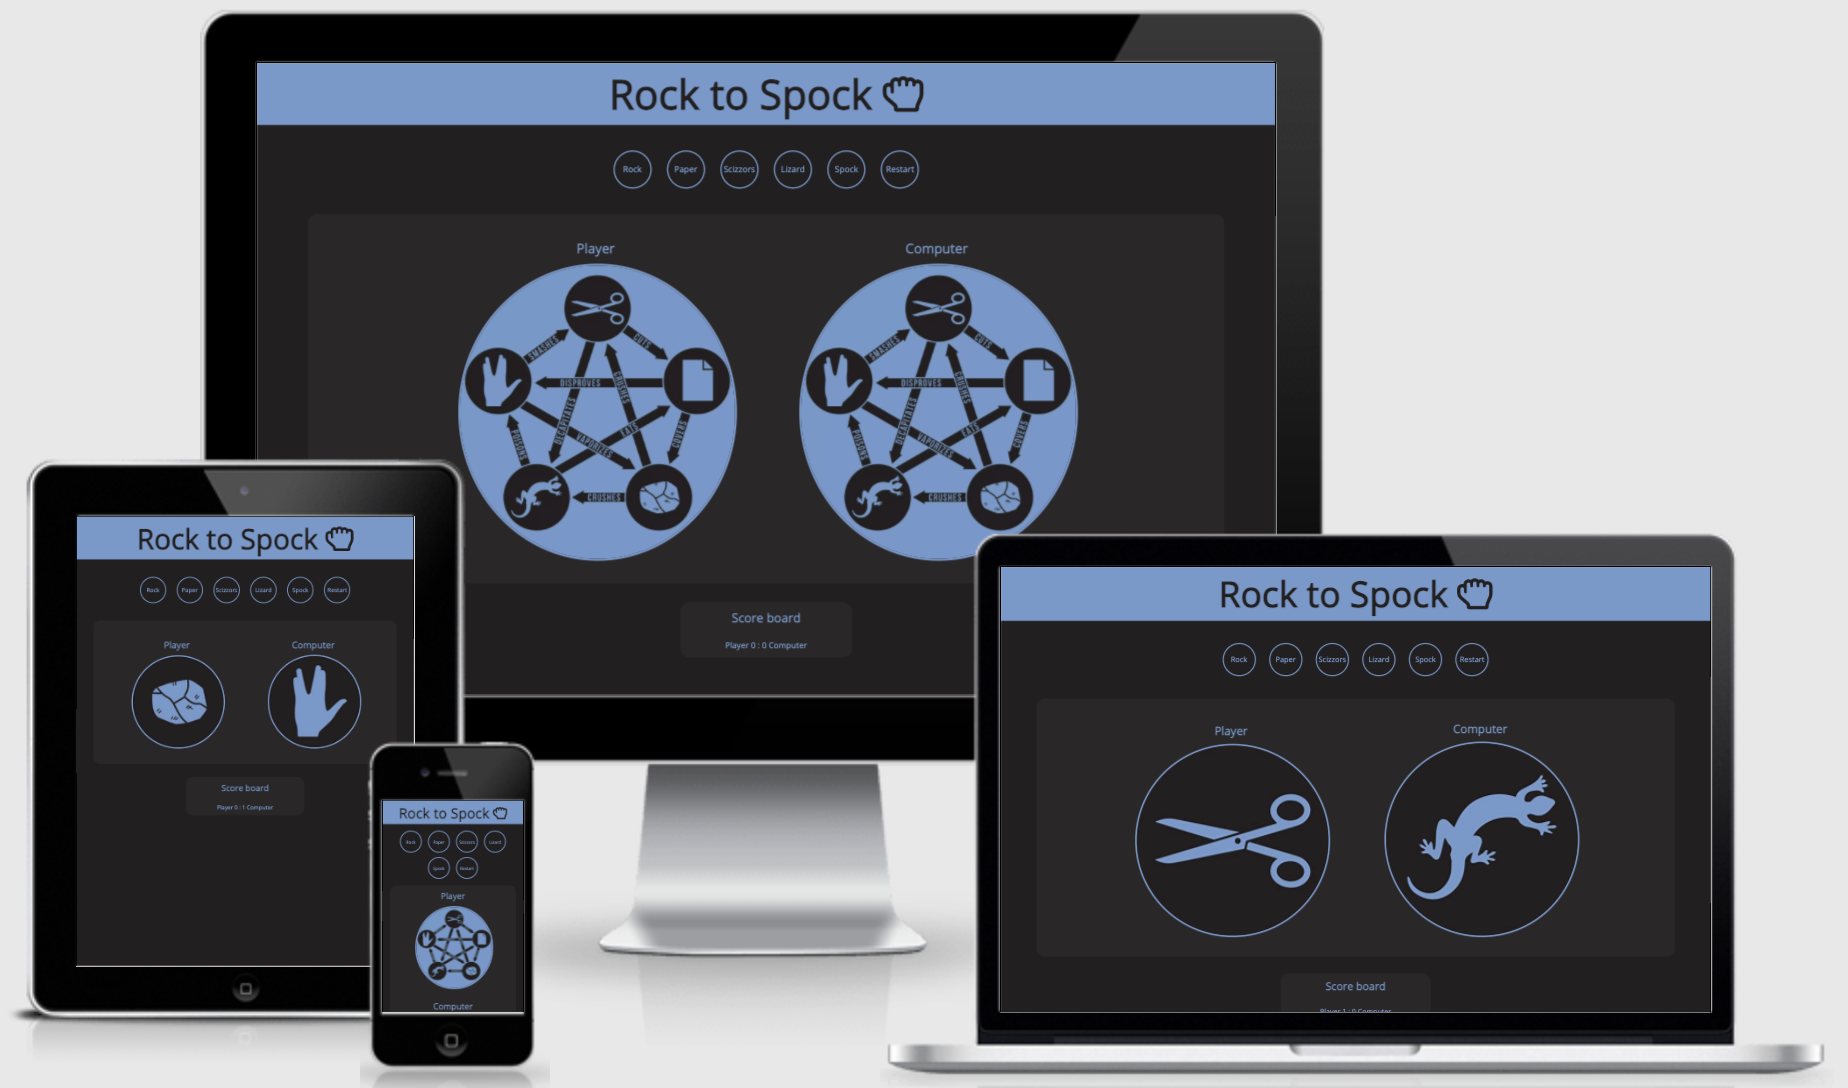 Rock to Spock
Rock Paper Scizzors Lizard Spock Restart
Player Computer
SMASHES CUTS
DISPROVES CRUSHES
DECAPITATES
POISONS VAPORIZES EATS COVERS
CRUSHES
SMASHES CUTS
DISPROVES CRUSHES
DECAPITATES
POISONS VAPORIZES EATS COVERS
CRUSHES
Score board
Player 0 : 0 Computer
Rock to Spock
Rock Paper Scizzors Lizard Spock Restart
Player Computer
Score board
Player 0 : 1 Computer
Rock to Spock
Rock Paper Scizzors Lizard
Spock Restart
Player
Computer
Rock to Spock
Rock Paper Scizzors Lizard Spock Restart
Player Computer
Score board
Player 1 : 0 Computer